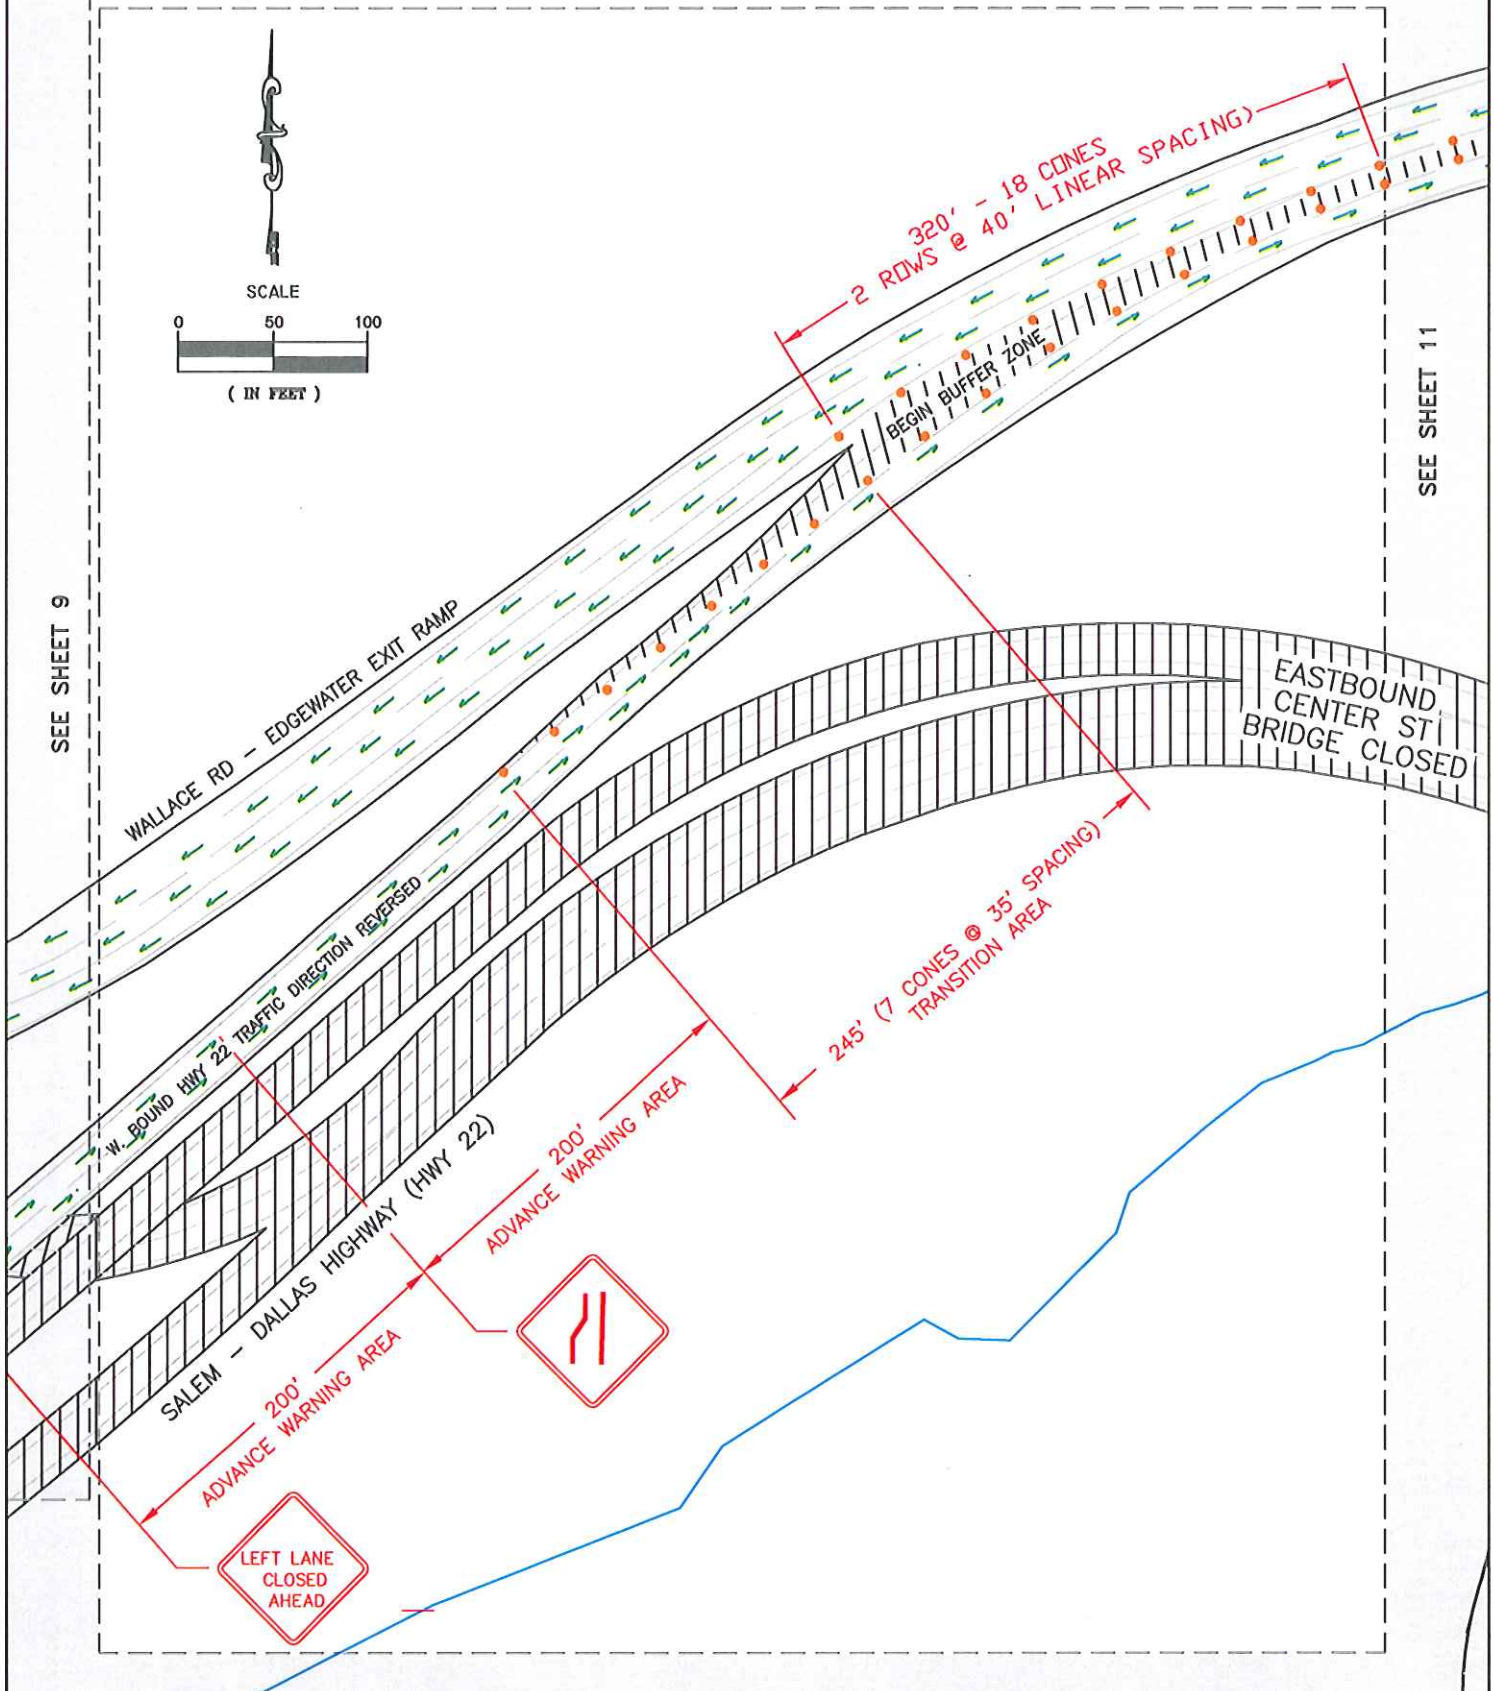 320' - 18 CONES
2 ROWS @ 40' LINEAR SPACING)
SCALE
0 50 100
( IN FEET )
SEE SHEET 11
BEGIN BUFFER ZONE
SEE SHEET 9
WALLACE RD - EDGEWATER EXIT RAMP
EASTBOUND
CENTER ST
BRIDGE CLOSED
W. BOUND HWY 22 TRAFFIC DIRECTION REVERSED
245' (7 CONES @ 35' SPACING)
TRANSITION AREA
200'
ADVANCE WARNING AREA
SALEM - DALLAS HIGHWAY (HWY 22)
200'
ADVANCE WARNING AREA
LEFT LANE
CLOSED
AHEAD